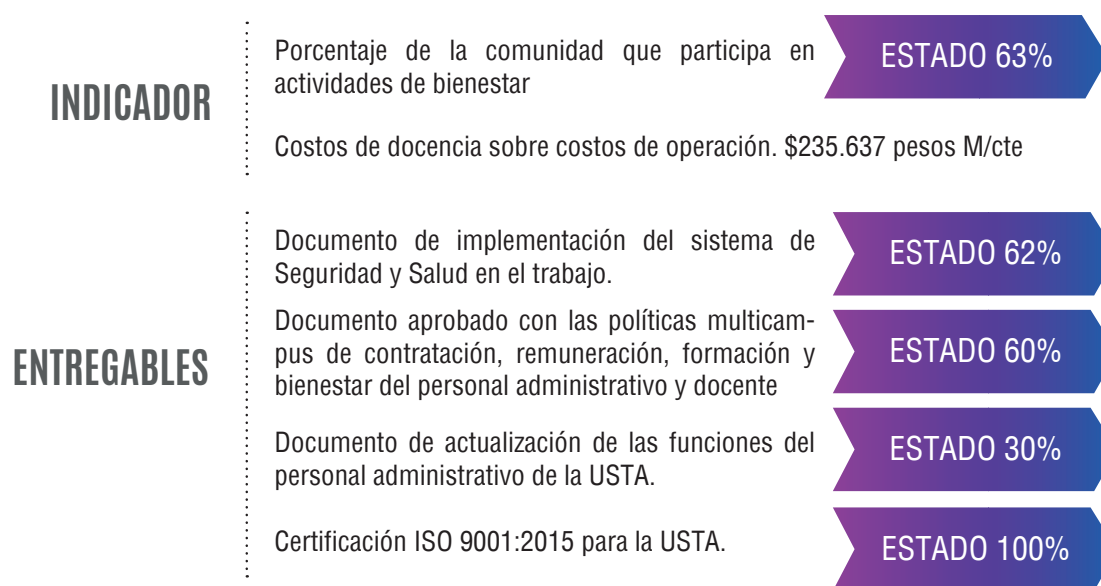 INDICADOR
Porcentaje de la comunidad que participa en
actividades de bienestar
ESTADO 63%
Costos de docencia sobre costos de operación. $235.637 pesos M/cte
ENTREGABLES
Documento de implementación del sistema de
Seguridad y Salud en el trabajo.
ESTADO 62%
Documento aprobado con las políticas multicam-
pus de contratación, remuneración, formación y
bienestar del personal administrativo y docente
ESTADO 60%
Documento de actualización de las funciones del
personal administrativo de la USTA.
ESTADO 30%
Certificación ISO 9001:2015 para la USTA.
ESTADO 100%